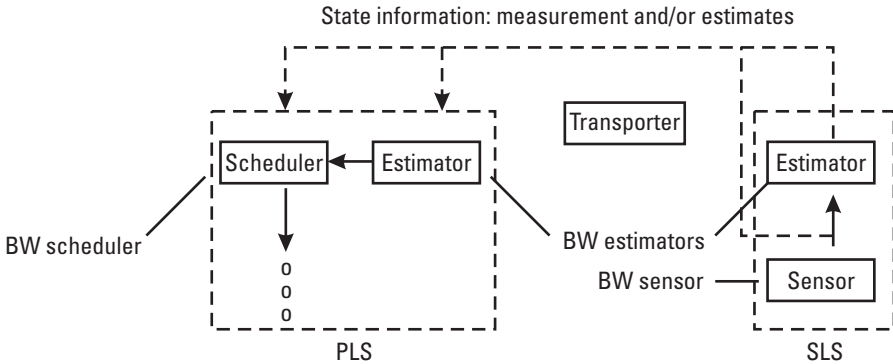 State information: measurement and/or estimates
Transporter
Scheduler
Estimator
Estimator
BW scheduler
BW estimators
BW sensor
Sensor
o
o
o
PLS
SLS